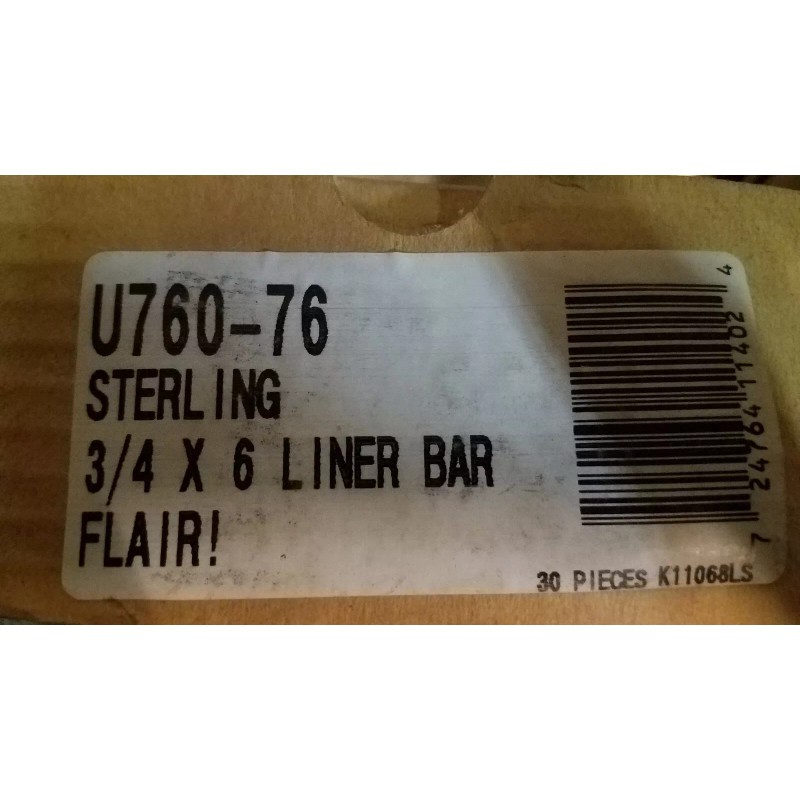 U760-76
STERLING
3/4 X 6 LINER BAR
FLAIR!
30 PIECES K11068LS
7 24764 11402 4